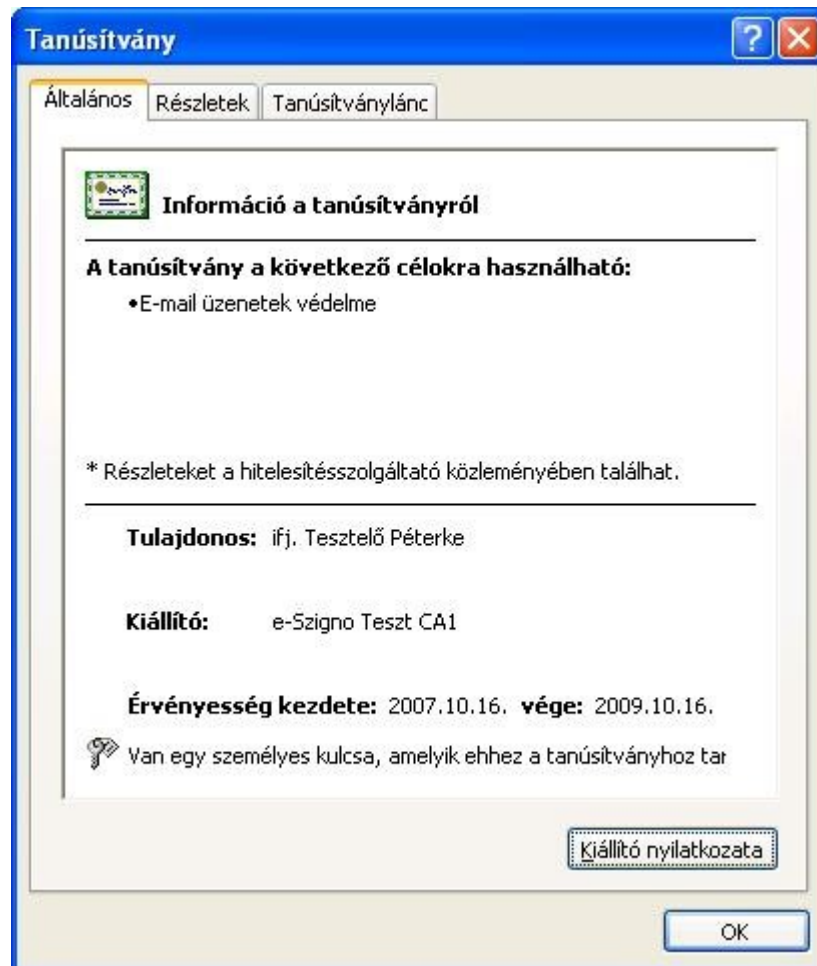 Tanúsítvány
Általános Részletek Tanúsítványlánc
Információ a tanúsítványról
A tanúsítvány a következő célokra használható:
•E-mail üzenetek védelme
* Részleteket a hitelesítésszolgáltató közleményében találhat.
Tulajdonos: ifj. Tesztelő Péterke
Kiállító: e-Szigno Teszt CA1
Érvényesség kezdete: 2007.10.16. vége: 2009.10.16.
Van egy személyes kulcsa, amelyik ehhez a tanúsítványhoz tar
Kiállító nyilatkozata
OK